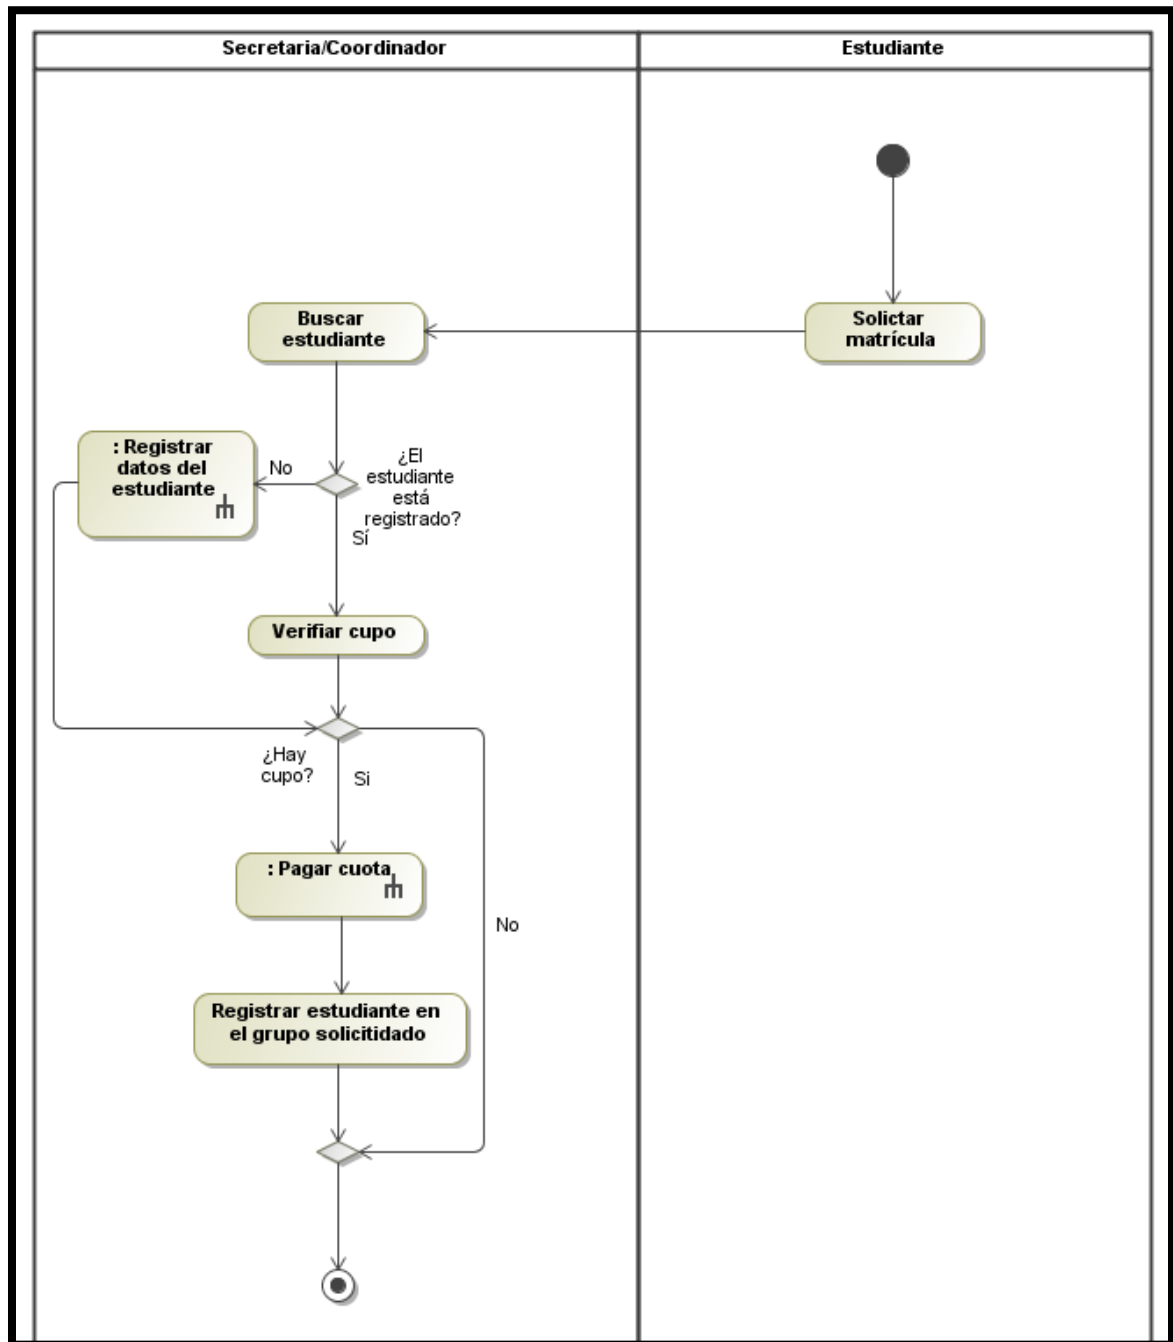 Secretaria/Coordinador
Estudiante
Buscar
estudiante
Solictar
matrícula
: Registrar
datos del
estudiante
No
¿El
estudiante
está
registrado?
Sí
Verifiar cupo
¿Hay
cupo?
Si
: Pagar cuota
No
Registrar estudiante en
el grupo solicitidado